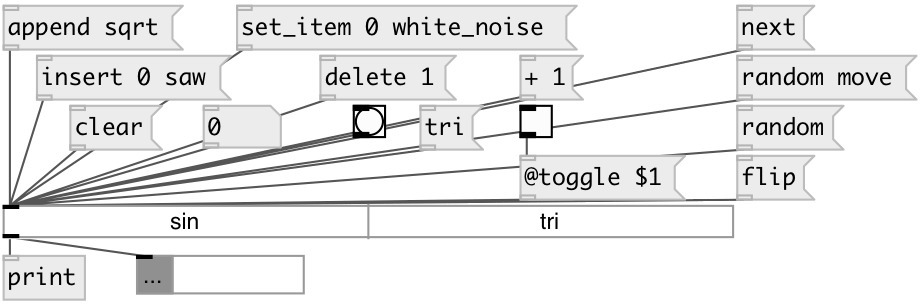 append sqrt
set_item 0 white_noise
next
insert 0 saw
delete 1
+ 1
random move
clear
0
tri
random
@toggle $1
flip
sin
tri
print
...